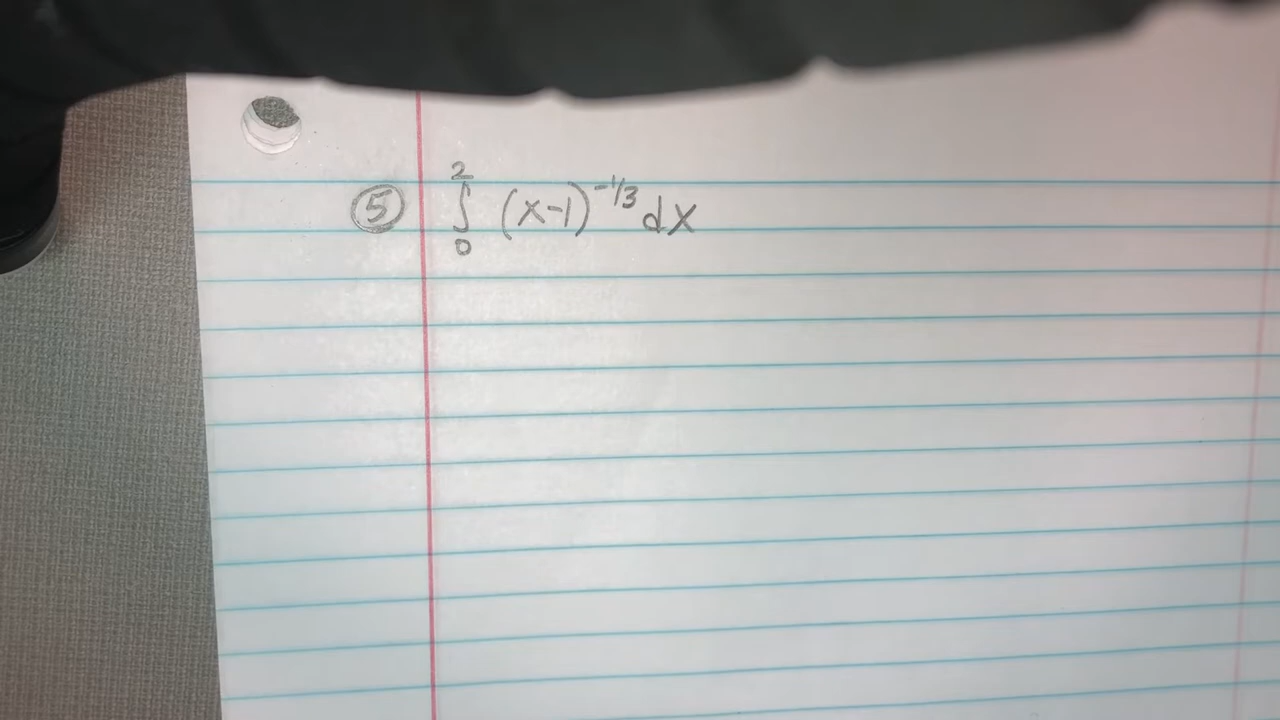 ⑤ ∫₀² (x-1)^{-1/3} dx